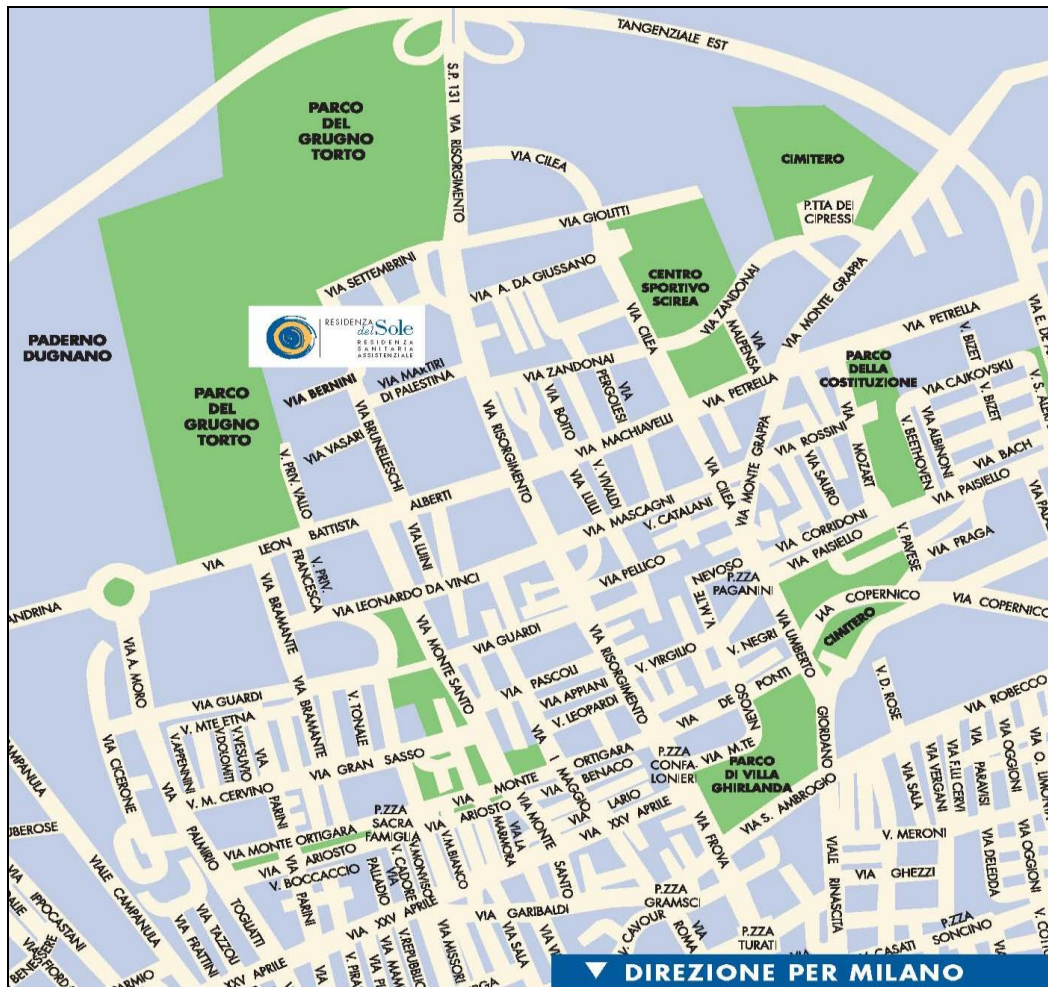 TANGENZIALE EST
S.P. 131 VIA RISORGIMENTO
PARCO
DEL
GRUGNO
TORTO
VIA CILEA
CIMITERO
P.TTA DEI
CIPRESSI
VIA GIOLITTI
VIA SETTEMBRINI
VIA A. DA GIUSSANO
CENTRO
SPORTIVO
SCIREA
VIA ZANDONAI
VIA MONTE GRAPPA
VIA CILEA
VIA MALPENSA
VIA PETRELLA
PADERNO
DUGNANO
RESIDENZA
del Sole
RESIDENZA
SANITARIA
ASSISTENZIALE
VIA BERNINI
VIA MARTIRI
DI PALESTINA
VIA ZANDONAI
VIA PERGOLESI
VIA BOITO
VIA PETRELLA
PARCO
DELLA
COSTITUZIONE
V. BIZET
VIA CAJKOVSKIJ
V. BIZET
PARCO
DEL
GRUGNO
TORTO
VIA VASARI
VIA BRUNELLESCHI
VIA RISORGIMENTO
VIA MACHIAVELLI
VIA MONTE GRAPPA
VIA ROSSINI
VIA MOZART
VIA SAURO
V. BEETHOVEN
VIA ALBINONI
VIA BACH
VIA PAISIELLO
V. PRIV. VALLO
VIA LEON BATTISTA ALBERTI
VIA LUINI
VIA LULLI
V. VIVALDI
VIA MASCAGNI
V. CATALANI
VIA CILEA
VIA CORRIDONI
VIA PAISIELLO
V. PAVESE
VIA PRAGA
V. PRIV.
FRANCESCA
VIA LEONARDO DA VINCI
VIA PELLICO
V. M.TE NEVOSO
P.ZZA
PAGANINI
VIA COPERNICO
VIA COPERNICO
CIMITERO
ANDRINA
VIA A. MORO
VIA BRAMANTE
VIA BRAMANTE
VIA MONTE SANTO
VIA GUARDI
VIA RISORGIMENTO
V. VIRGILIO
V. NEGRI
VIA UMBERTO
VIA GUARDI
VIA PASCOLI
VIA APPIANI
V. LEOPARDI
VIA DE PONTI
NEVOSO
GIORDANO
V. D. ROSE
VIA ROBECCO
V. MTE ETNA
V. APPENNINI
V. DOLOMITI
V. VESUVIO
VIA PARINI
V. TONALE
VIA GRAN SASSO
VIA I MAGGIO
VIA MONTE ORTIGARA
VIA BENACO
P.ZZA
CONFA-
LONIERI
VIA M.TE
PARCO
DI VILLA
GHIRLANDA
VIA S. AMBROGIO
VIA CICERONE
V. M. CERVINO
P.ZZA
SACRA
FAMIGLIA
VIA ARIOSTO
VIA LARIO
VIA XXV APRILE
VIA SALA
VIA VERGANI
VIA F.LLI CERVI
VIA PARAVISI
VIA OGGIONI
V. O. LIMON
CAMPANULA
UBEROSE
VIALE CAMPANULA
VIA PALMIRO TOGLIATTI
VIA MONTE ORTIGARA
VIA ARIOSTO
V. BOCCACCIO
VIA PARINI
VIA PALLADIO
V. CADORE
V. MONVISO
V.M.BIANCO
VIA LA
MARMORA
VIA MONTE SANTO
VIA FROVA
VIALE RINASCITA
V. MERONI
VIA GHEZZI
VIA DELEDDA
VIA OGGIONI
VIA IPPOCASTANI
VIA FRATTINI
VIA TAZZOLI
XXV APRILE
VIA XXV APRILE
VIA GARIBALDI
P.ZZA
GRAMSCI
V. CAVOUR
VIA ROMA
P.ZZA
TURATI
V. CASATI
P.ZZA
SONCINO
VIA MISSORI
VIA SALA
▼ DIREZIONE PER MILANO